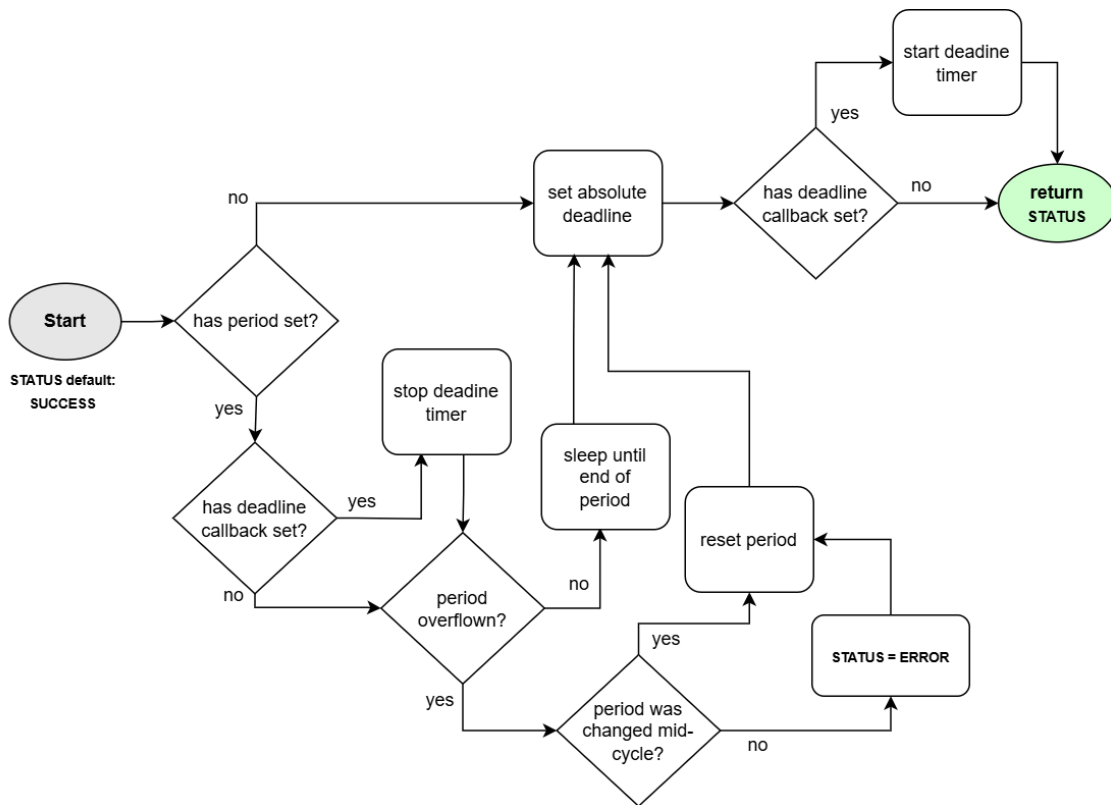 start deadine
timer
yes
no
set absolute
deadline
has deadline
callback set?
no
return
STATUS
Start
has period set?
STATUS default:
SUCCESS
yes
stop deadine
timer
sleep until
end of
period
has deadline
callback set?
yes
reset period
no
period
overflown?
no
yes
STATUS = ERROR
yes
period was
changed mid-
cycle?
no